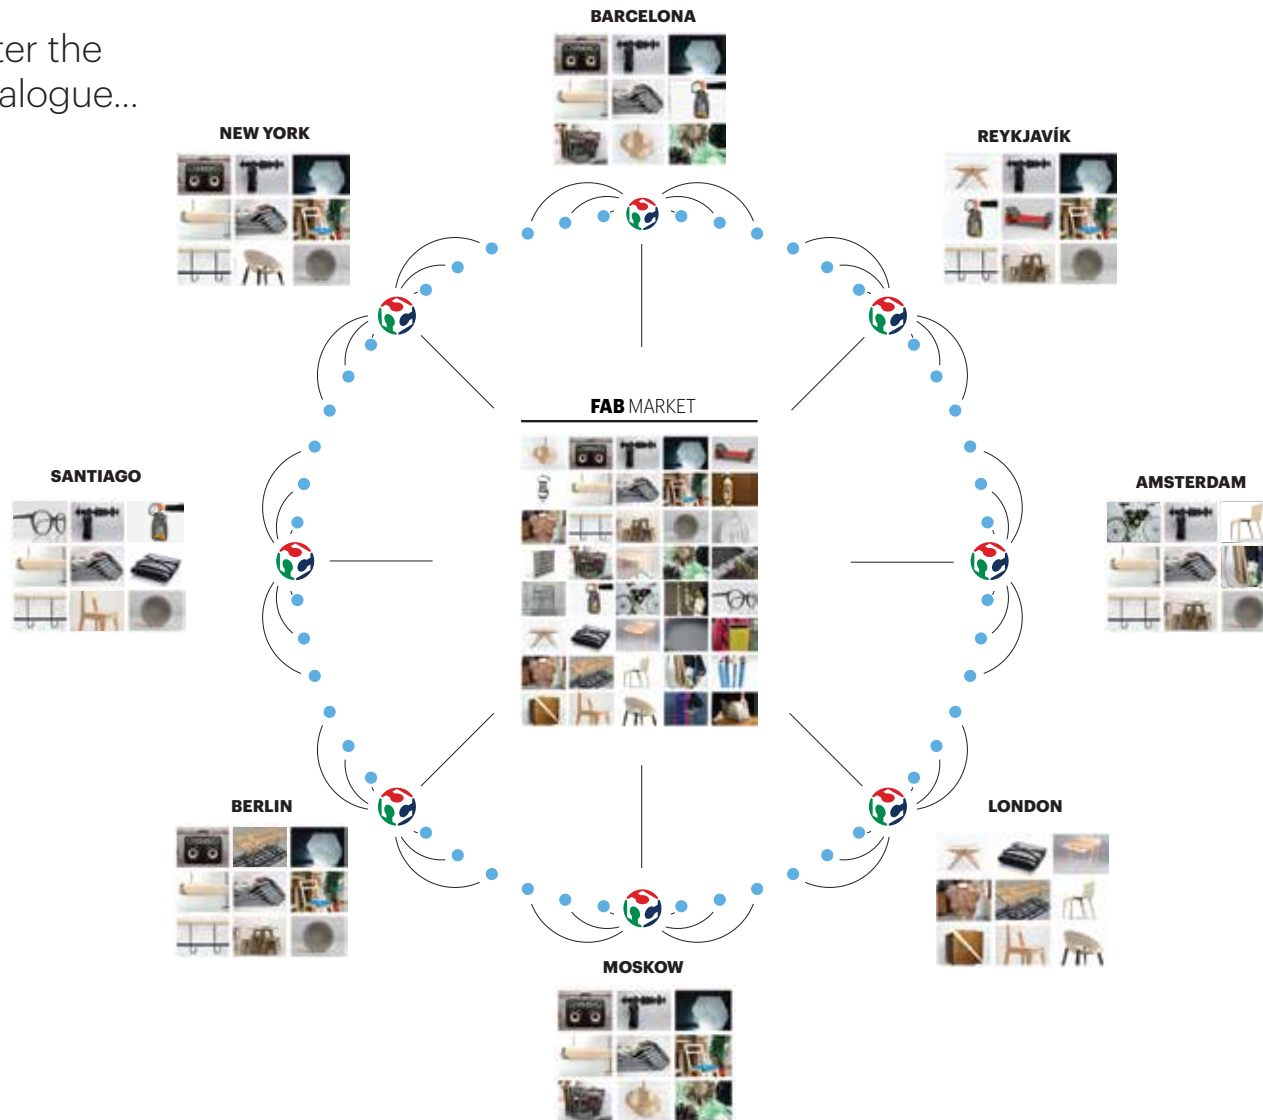 ter the
alogue...
BARCELONA
NEW YORK
REYKJAVÍK
FAB MARKET
SANTIAGO
AMSTERDAM
BERLIN
LONDON
MOSKOW